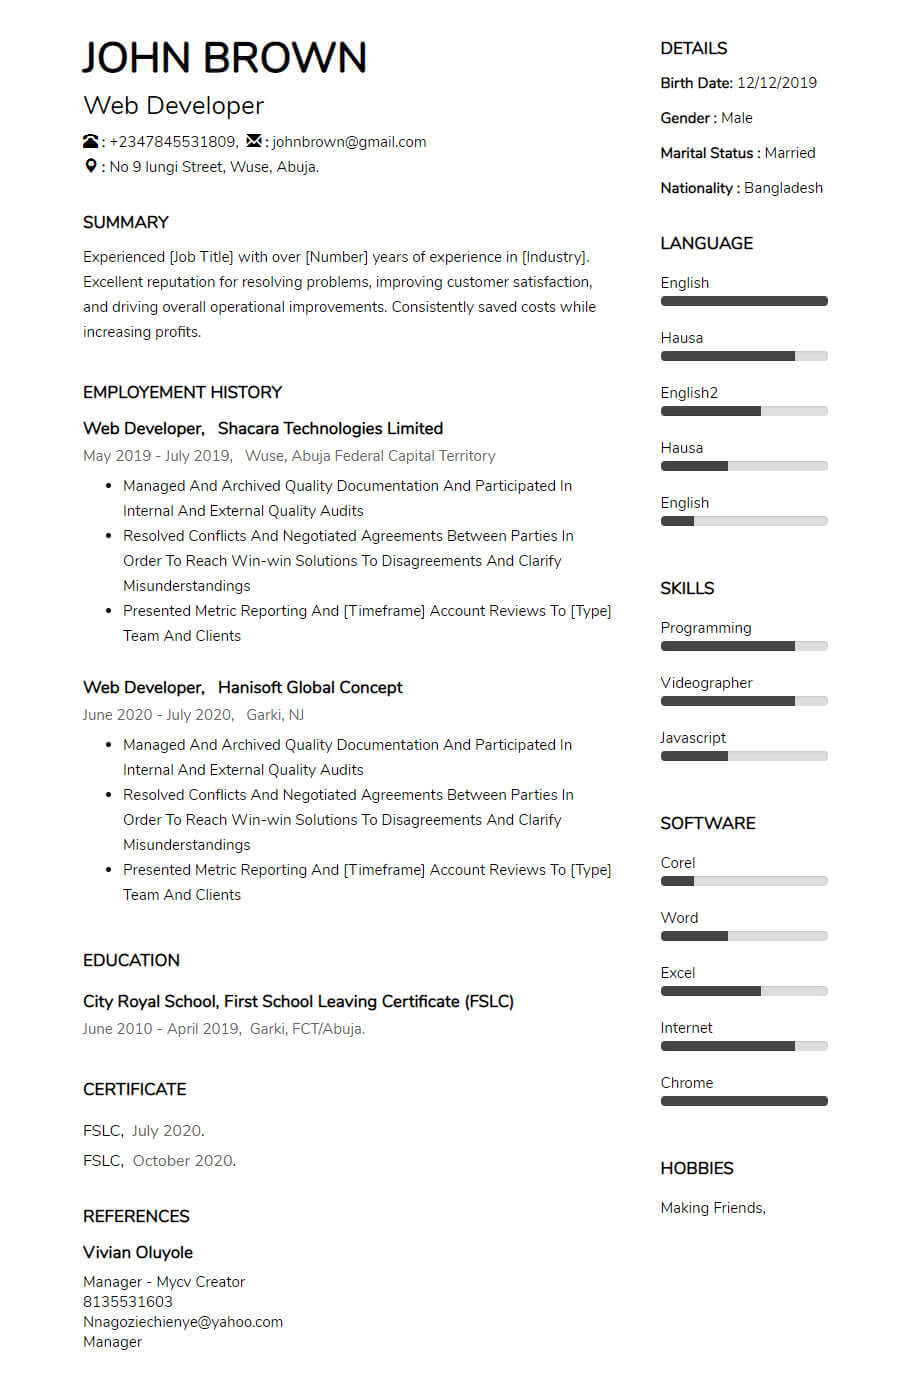 JOHN BROWN
Web Developer
: +2347845531809, : johnbrown@gmail.com
: No 9 Iungi Street, Wuse, Abuja.
SUMMARY
Experienced [Job Title] with over [Number] years of experience in [Industry].
Excellent reputation for resolving problems, improving customer satisfaction,
and driving overall operational improvements. Consistently saved costs while
increasing profits.
EMPLOYEMENT HISTORY
Web Developer, Shacara Technologies Limited
May 2019 - July 2019, Wuse, Abuja Federal Capital Territory
• Managed And Archived Quality Documentation And Participated In
Internal And External Quality Audits
• Resolved Conflicts And Negotiated Agreements Between Parties In
Order To Reach Win-win Solutions To Disagreements And Clarify
Misunderstandings
• Presented Metric Reporting And [Timeframe] Account Reviews To [Type]
Team And Clients
Web Developer, Hanisoft Global Concept
June 2020 - July 2020, Garki, NJ
• Managed And Archived Quality Documentation And Participated In
Internal And External Quality Audits
• Resolved Conflicts And Negotiated Agreements Between Parties In
Order To Reach Win-win Solutions To Disagreements And Clarify
Misunderstandings
• Presented Metric Reporting And [Timeframe] Account Reviews To [Type]
Team And Clients
EDUCATION
City Royal School, First School Leaving Certificate (FSLC)
June 2010 - April 2019, Garki, FCT/Abuja.
CERTIFICATE
FSLC, July 2020.
FSLC, October 2020.
REFERENCES
Vivian Oluyole
Manager - Mycv Creator
8135531603
Nnagoziechienye@yahoo.com
Manager
DETAILS
Birth Date: 12/12/2019
Gender : Male
Marital Status : Married
Nationality : Bangladesh
LANGUAGE
English
Hausa
English2
Hausa
English
SKILLS
Programming
Videographer
Javascript
SOFTWARE
Corel
Word
Excel
Internet
Chrome
HOBBIES
Making Friends,